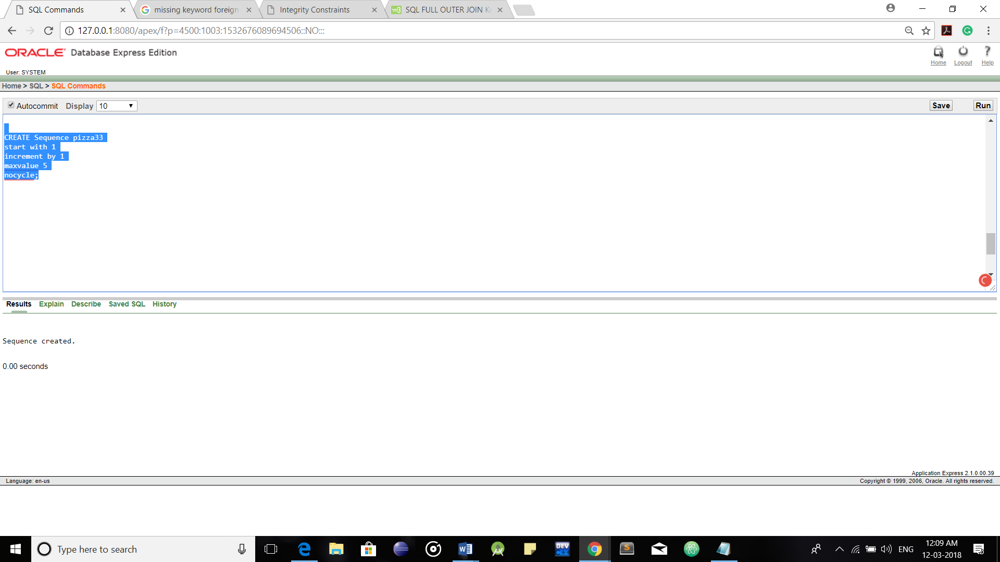 SQL Commands
missing keyword foreign
Integrity Constraints
SQL FULL OUTER JOIN K
127.0.0.1:8080/apex/f?p=4500:1003:1532676089694506::NO:::
ORACLE Database Express Edition
Home
Logout
Help
User: SYSTEM
Home > SQL > SQL Commands
Autocommit Display 10
Save
Run
CREATE Sequence pizza33
start with 1
increment by 1
maxvalue 5
nocycle;
Results Explain Describe Saved SQL History
Sequence created.
0.00 seconds
Application Express 2.1.0.00.39
Language: en-us
Copyright © 1999, 2006, Oracle. All rights reserved.
Type here to search
DEV
C++
ENG
12:09 AM
12-03-2018